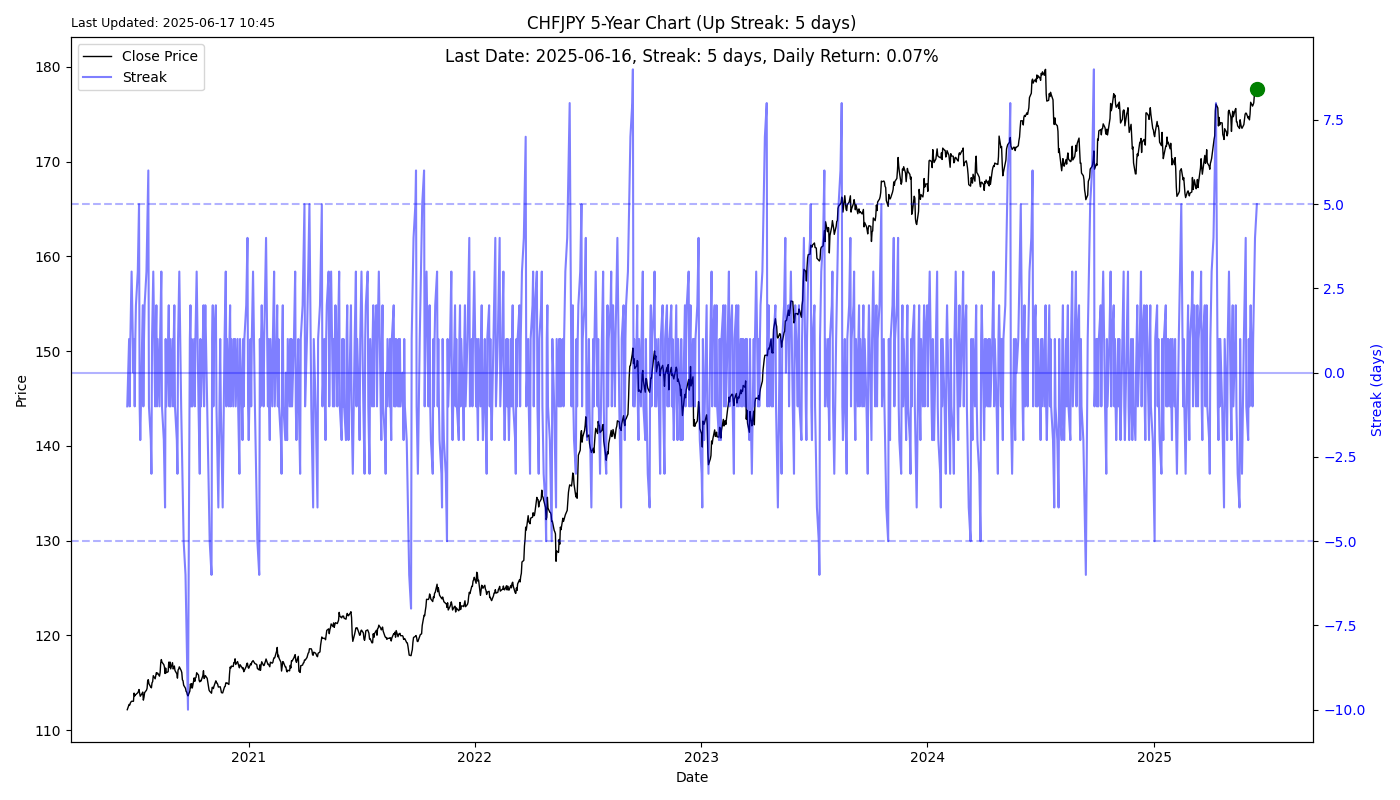 Last Updated: 2025-06-17 10:45
CHFJPY 5-Year Chart (Up Streak: 5 days)
Last Date: 2025-06-16, Streak: 5 days, Daily Return: 0.07%
Close Price
Streak
180
170
160
150
140
130
120
110
Price
7.5
5.0
2.5
0.0
−2.5
−5.0
−7.5
−10.0
Streak (days)
2021
2022
2023
2024
2025
Date